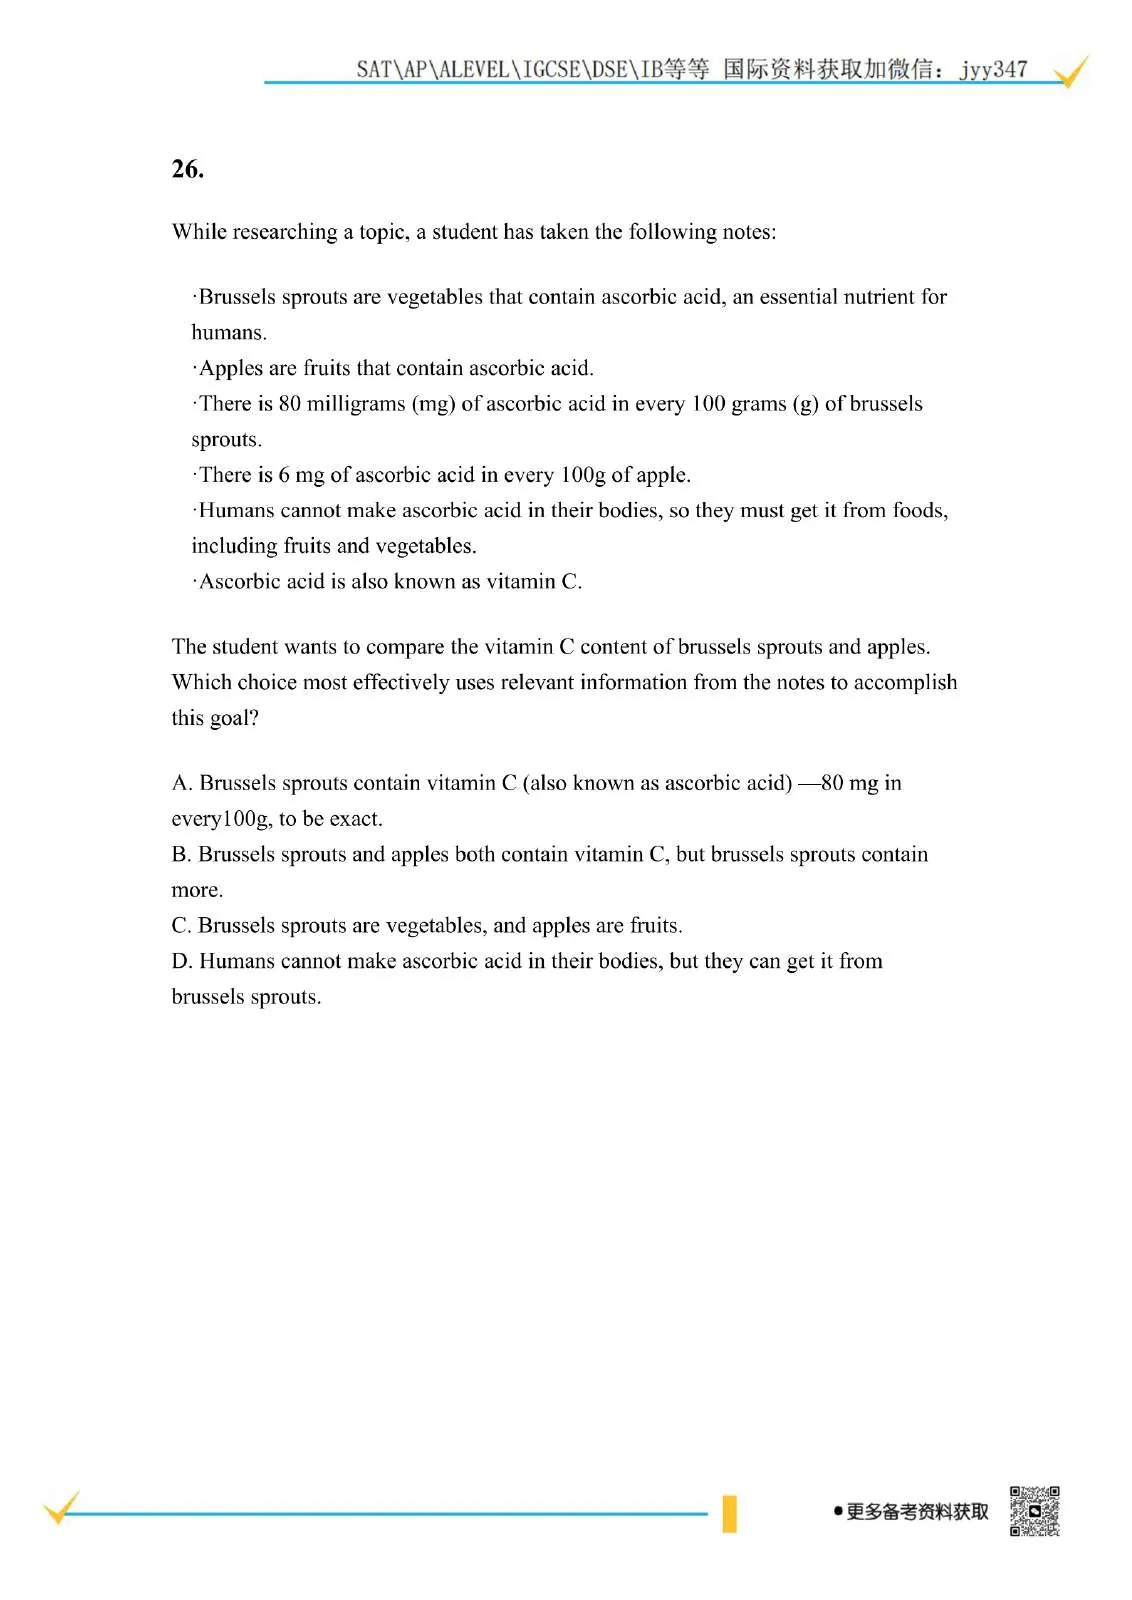 SAT\AP\ALEVEL\IGCSE\DSE\IB等等 国际资料获取加微信：jyy347
26.
While researching a topic, a student has taken the following notes:
·Brussels sprouts are vegetables that contain ascorbic acid, an essential nutrient for
humans.
·Apples are fruits that contain ascorbic acid.
·There is 80 milligrams (mg) of ascorbic acid in every 100 grams (g) of brussels
sprouts.
·There is 6 mg of ascorbic acid in every 100g of apple.
·Humans cannot make ascorbic acid in their bodies, so they must get it from foods,
including fruits and vegetables.
·Ascorbic acid is also known as vitamin C.
The student wants to compare the vitamin C content of brussels sprouts and apples.
Which choice most effectively uses relevant information from the notes to accomplish
this goal?
A. Brussels sprouts contain vitamin C (also known as ascorbic acid) —80 mg in
every100g, to be exact.
B. Brussels sprouts and apples both contain vitamin C, but brussels sprouts contain
more.
C. Brussels sprouts are vegetables, and apples are fruits.
D. Humans cannot make ascorbic acid in their bodies, but they can get it from
brussels sprouts.
•更多备考资料获取